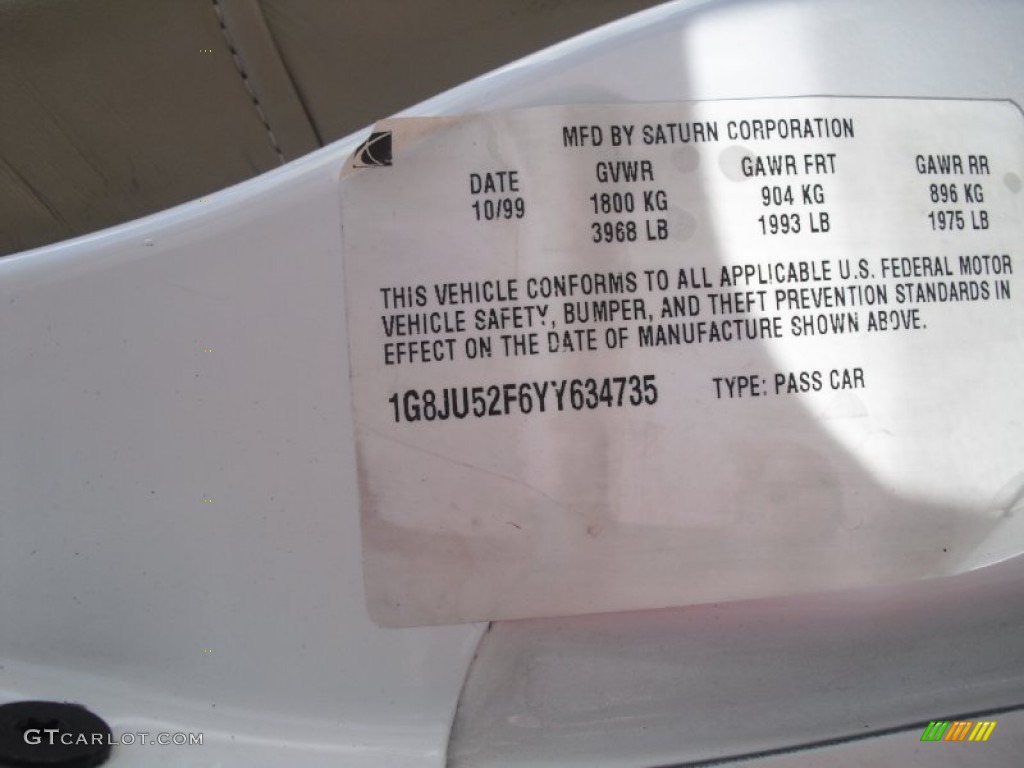 MFD BY SATURN CORPORATION
DATE GVWR GAWR FRT GAWR RR
10/99 1800 KG 904 KG 896 KG
3968 LB 1993 LB 1975 LB
THIS VEHICLE CONFORMS TO ALL APPLICABLE U.S. FEDERAL MOTOR
VEHICLE SAFETY, BUMPER, AND THEFT PREVENTION STANDARDS IN
EFFECT ON THE DATE OF MANUFACTURE SHOWN ABOVE.
1G8JU52F6YY634735 TYPE: PASS CAR
GTCARLOT.COM